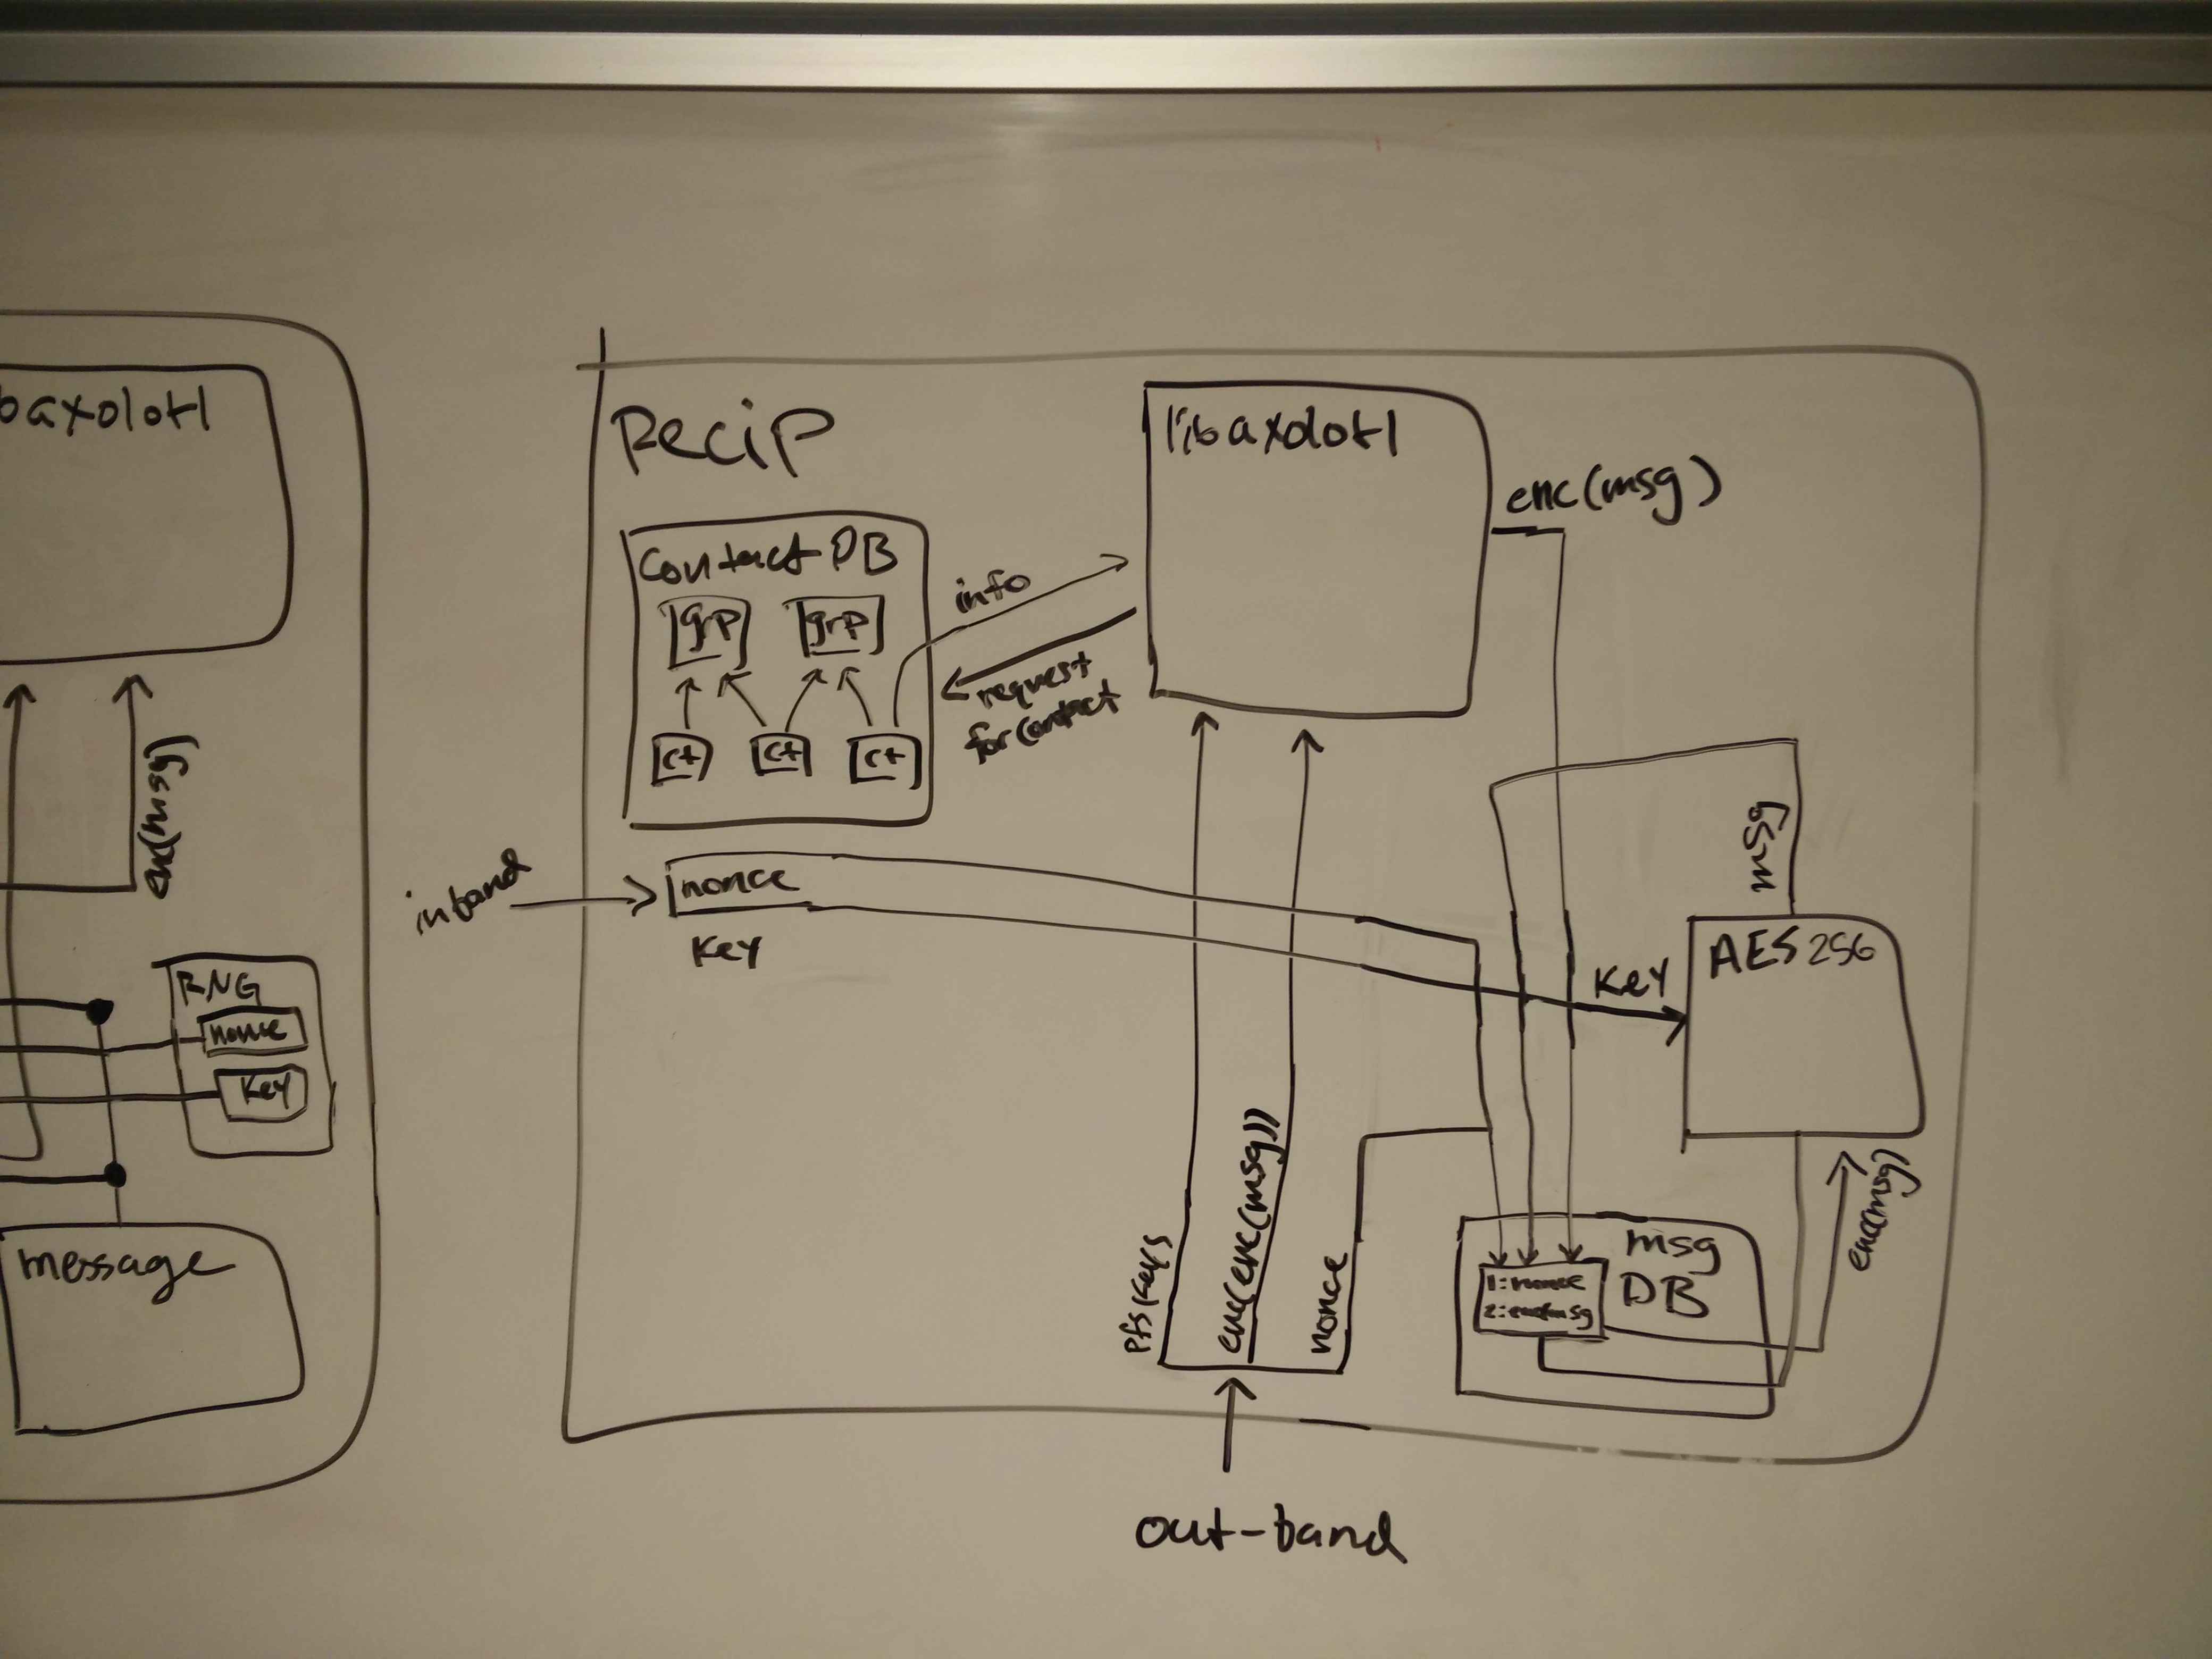 baxolotl
enc(msg)
RNG
nonce
Key
message
Recip
Contact DB
grp
grp
ct
ct
ct
info
request
for contact
libaxolotl
enc(msg)
inband
nonce
Key
msg
Key
AES 256
pfs keys
enc(enc(msg))
nonce
enc(msg)
msg
DB
1: nonce
2: enc(msg
out-band